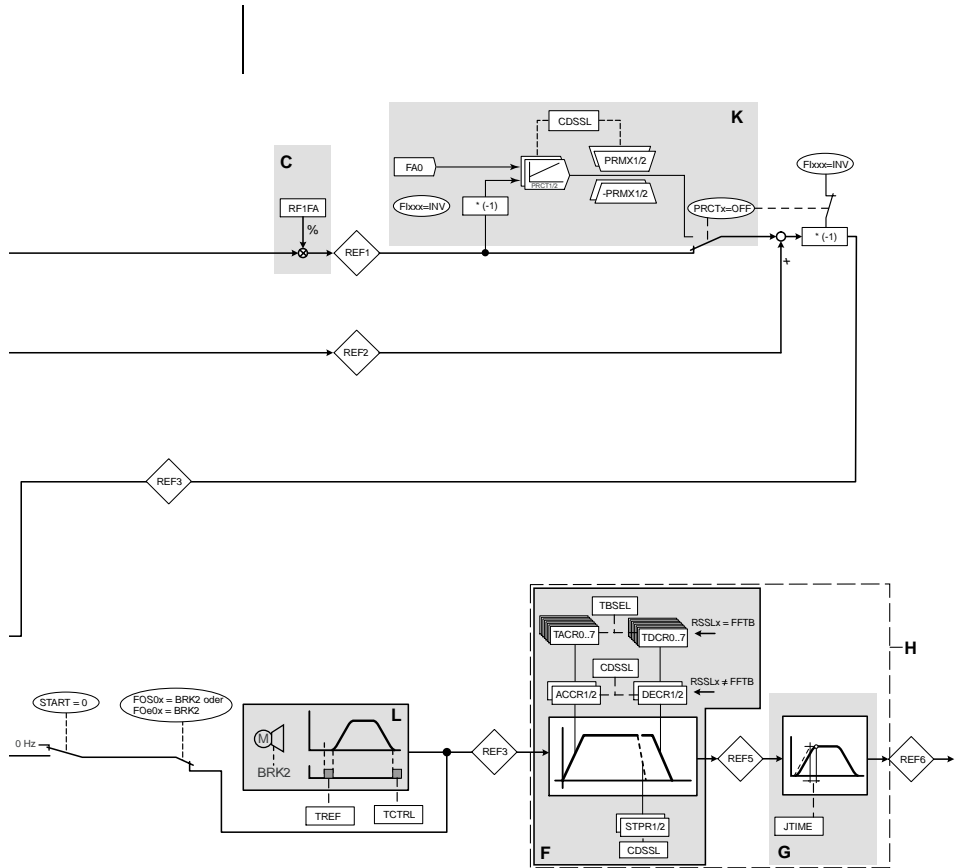 K
CDSSL
C
FA0
PRMX1/2
FIxxx=INV
PRCT1/2
-PRMX1/2
RF1FA
FIxxx=INV
* (-1)
PRCTx=OFF
%
* (-1)
REF1
+
REF2
REF3
TBSEL
TACR0..7
TDCR0..7
RSSLx = FFTB
H
CDSSL
ACCR1/2
DECR1/2
RSSLx ≠ FFTB
START = 0
FOS0x = BRK2 oder
FOe0x = BRK2
L
0 Hz
M
BRK2
REF3
REF5
REF6
TREF
TCTRL
STPR1/2
JTIME
F
CDSSL
G